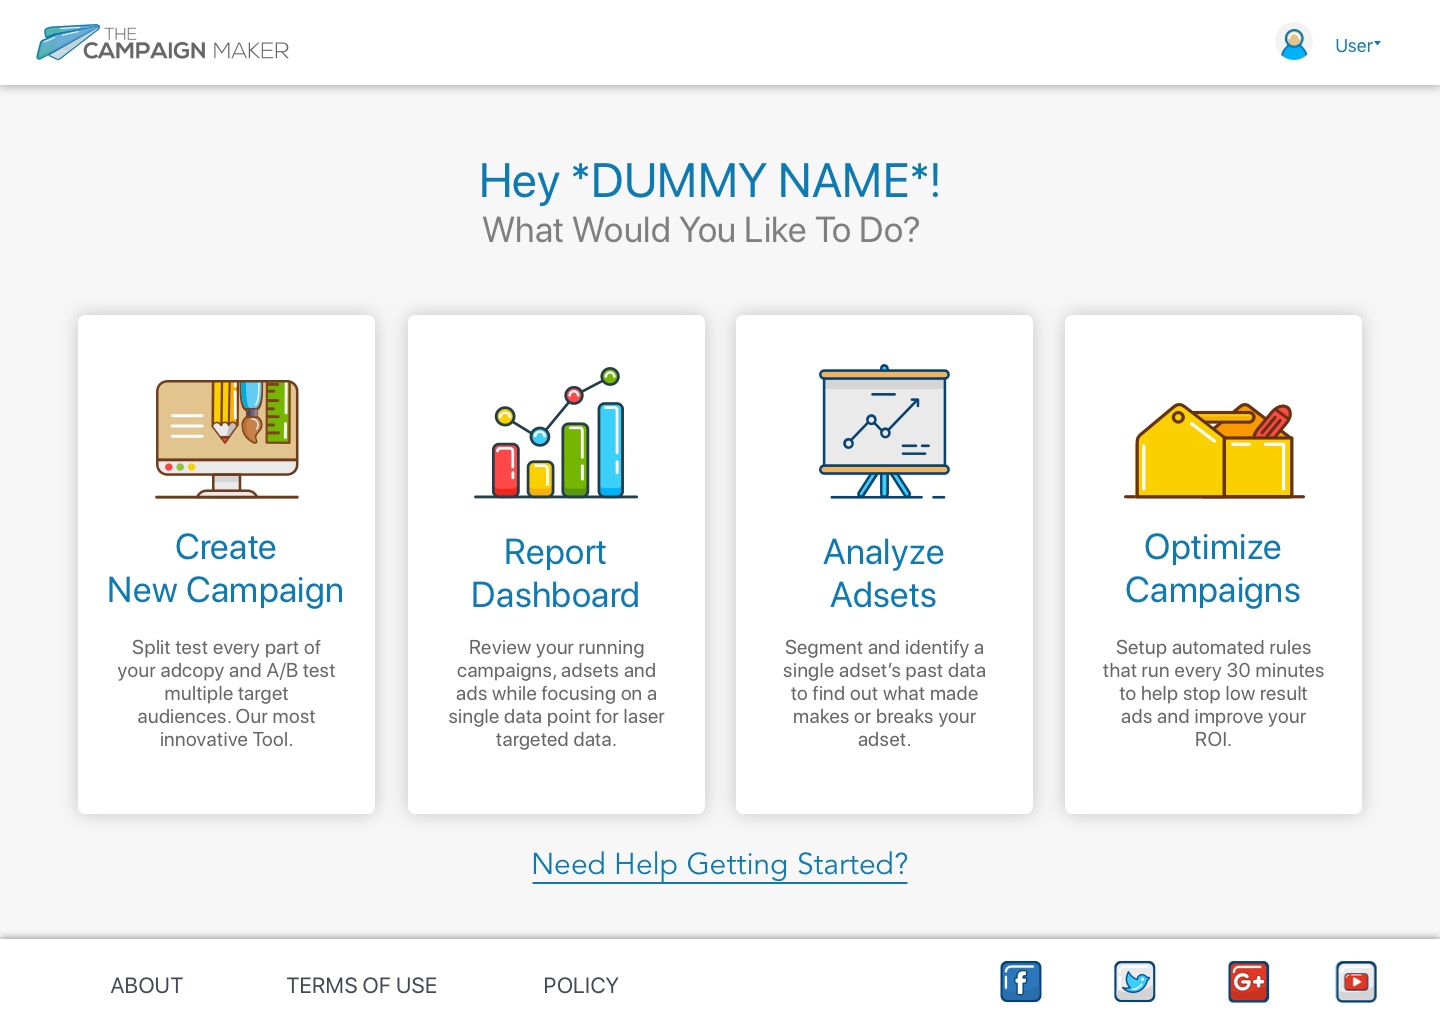 THE
CAMPAIGN MAKER
User
Hey *DUMMY NAME*!
What Would You Like To Do?
Create
New Campaign
Split test every part of
your adcopy and A/B test
multiple target
audiences. Our most
innovative Tool.
Report
Dashboard
Review your running
campaigns, adsets and
ads while focusing on a
single data point for laser
targeted data.
Analyze
Adsets
Segment and identify a
single adset’s past data
to find out what made
makes or breaks your
adset.
Optimize
Campaigns
Setup automated rules
that run every 30 minutes
to help stop low result
ads and improve your
ROI.
Need Help Getting Started?
ABOUT
TERMS OF USE
POLICY
f
G+